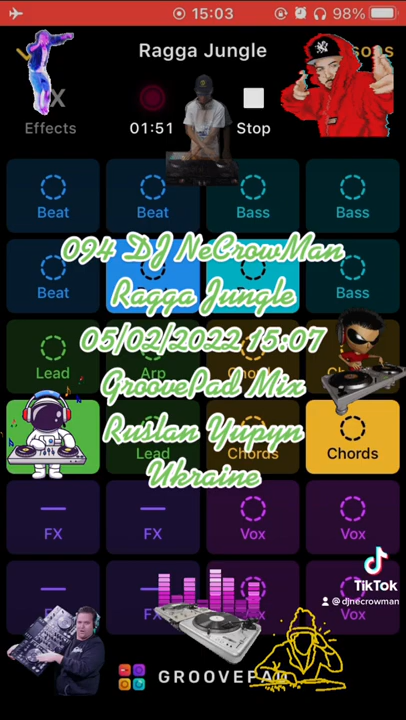 15:03 98%
Ragga Jungle
sons
X
Effects 01:51 Stop
Beat Beat Bass Bass
094 DJ NeCrowMan
Beat Bass
Ragga Jungle
05/02/2022 15:07
Lead Arp Chords
GroovePad Mix
Ruslan Yupyn
Lead Chords Chords
Ukraine
FX FX Vox Vox
TikTok
@djnecrowman
GROOVEPAD